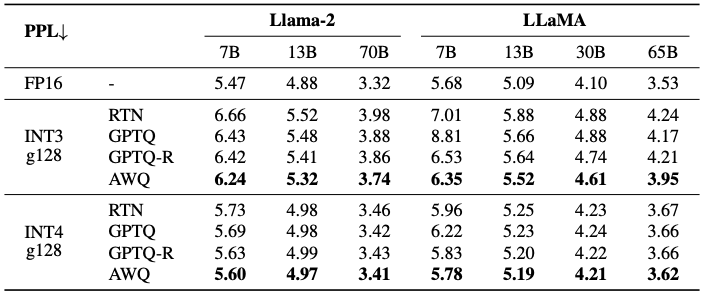 PPL↓ Llama-2 LLaMA
7B 13B 70B 7B 13B 30B 65B
FP16 - 5.47 4.88 3.32 5.68 5.09 4.10 3.53
INT3 g128
RTN 6.66 5.52 3.98 7.01 5.88 4.88 4.24
GPTQ 6.43 5.48 3.88 8.81 5.66 4.88 4.17
GPTQ-R 6.42 5.41 3.86 6.53 5.64 4.74 4.21
AWQ 6.24 5.32 3.74 6.35 5.52 4.61 3.95
INT4 g128
RTN 5.73 4.98 3.46 5.96 5.25 4.23 3.67
GPTQ 5.69 4.98 3.42 6.22 5.23 4.24 3.66
GPTQ-R 5.63 4.99 3.43 5.83 5.20 4.22 3.66
AWQ 5.60 4.97 3.41 5.78 5.19 4.21 3.62